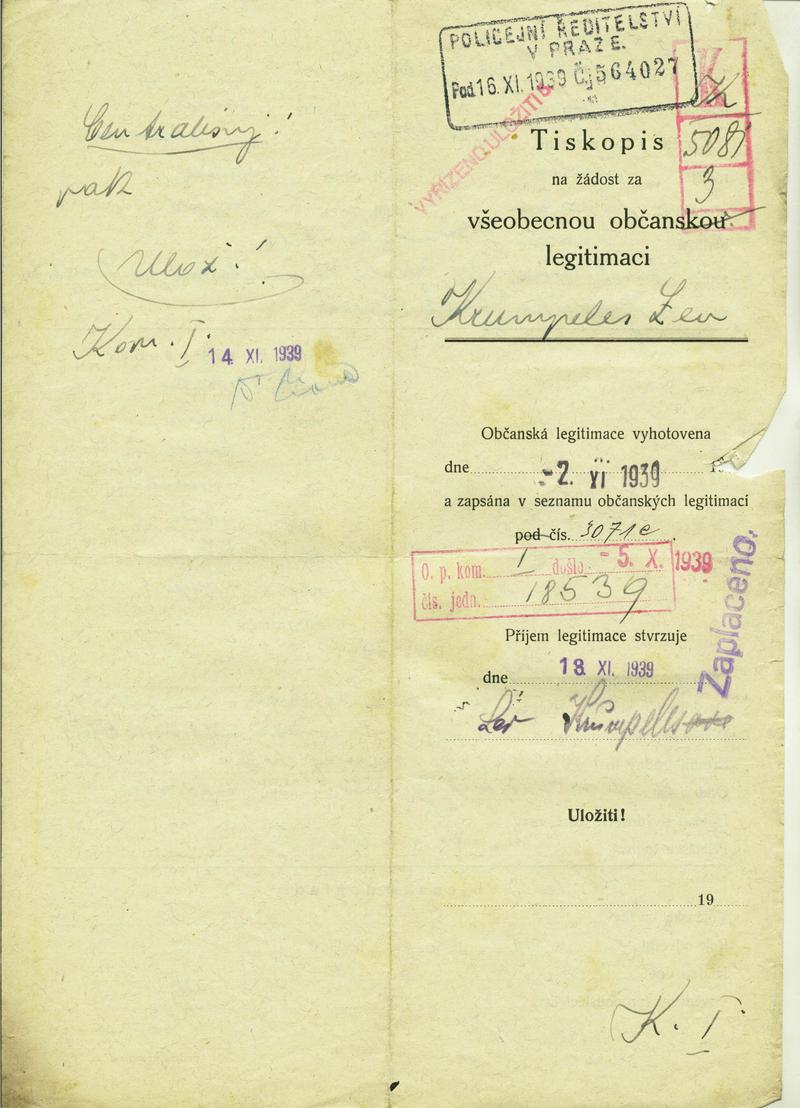 Centralisuj!
pak
Ulož!
Kom. I.
14 XI. 1939
POLICEJNÍ ŘEDITELSTVÍ
V PRAZE.
Pod 16. XI. 1939 Čj 564027
VYŘÍZENO, ULOŽITI
K
5081
3
Tiskopis
na žádost za
všeobecnou občanskou
legitimaci
Krumpeles Lev
Občanská legitimace vyhotovena
dne -2. XI 1939
a zapsána v seznamu občanských legitimací
pod čís. 3071e.
O. p. kom. I došlo - 5. X. 1939
čís. jedn. 18539
Zaplaceno.
Příjem legitimace stvrzuje
dne 18 XI. 1939
Uložiti!
19
K. I.